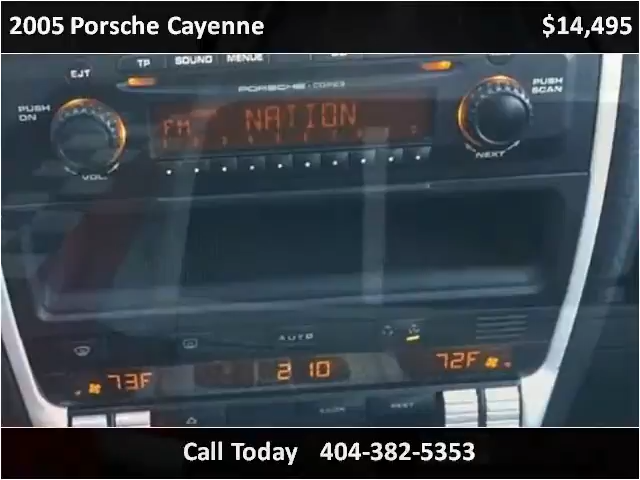 2005 Porsche Cayenne $14,495
EJT TP SOUND MENUE
PORSCHE
PUSH ON
PUSH SCAN
FM NATION
VOL. NEXT
AUTO
73F 2 10 72F
REST
Call Today 404-382-5353